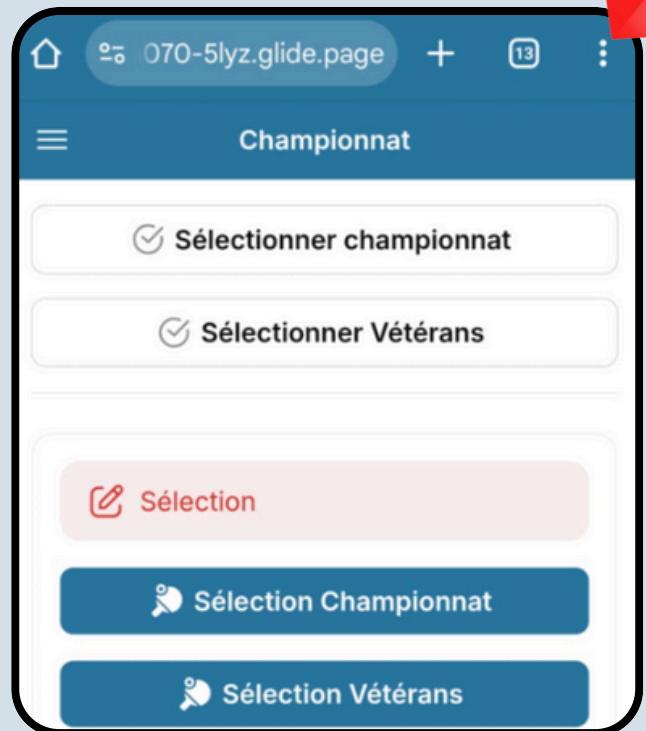 070-5lyz.glide.page
13
Championnat
Sélectionner championnat
Sélectionner Vétérans
Sélection
Sélection Championnat
Sélection Vétérans